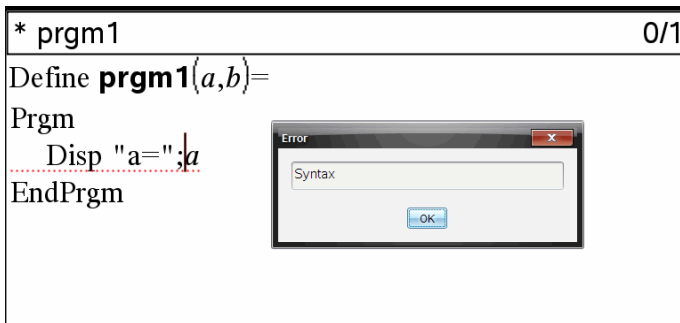 * prgm1 0/1
Define prgm1(a,b)=
Prgm
Disp "a=";a
EndPrgm
Error
Syntax
OK